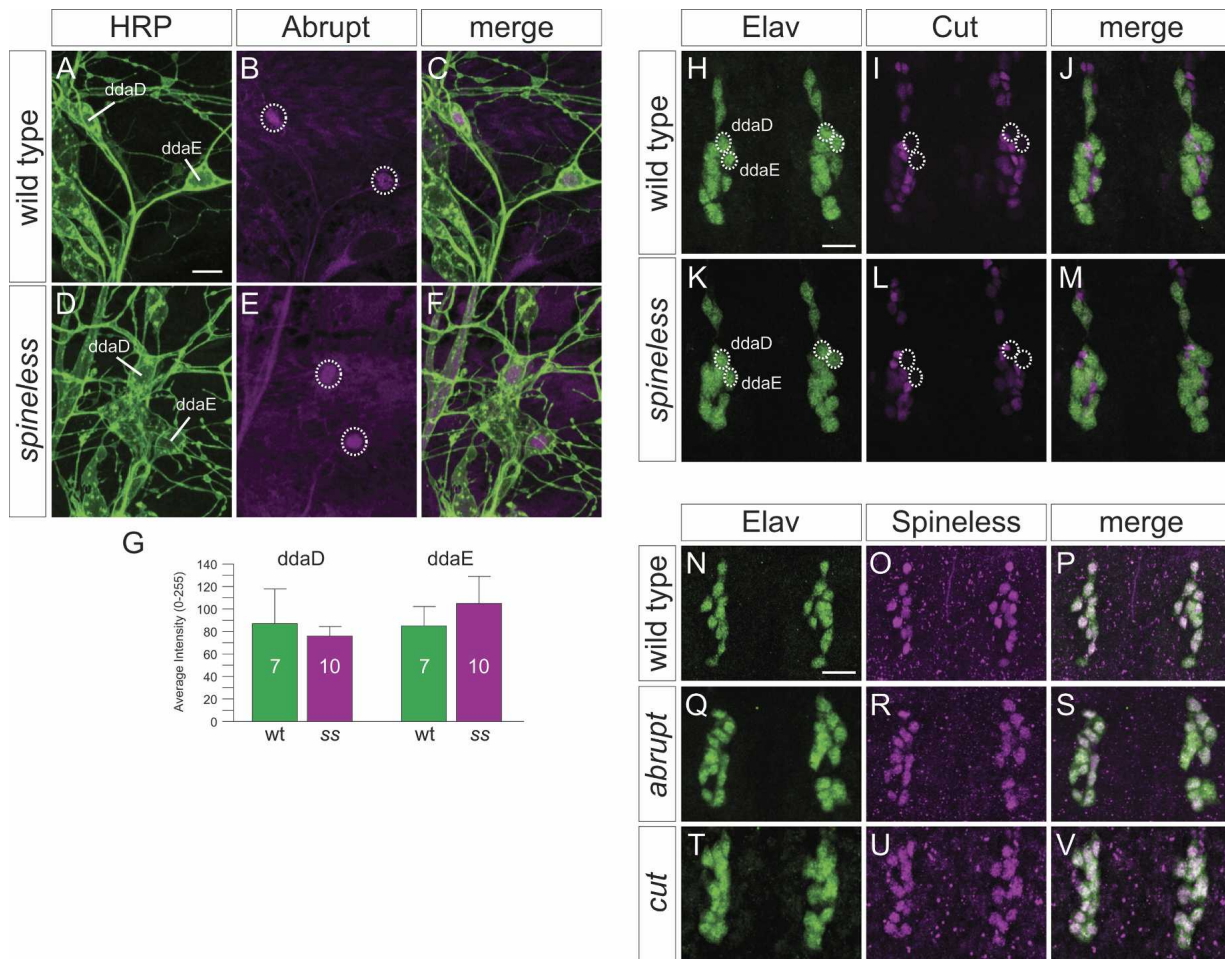 HRP Abrupt merge
wild type
A B C
ddaD
ddaE
spineless
D E F
ddaD
ddaE
G
ddaD ddaE
Average Intensity (0-255)
140
120
100
80
60
40
20
0
7 10 7 10
wt ss wt ss
Elav Cut merge
wild type
H I J
ddaD
ddaE
spineless
K L M
ddaD
ddaE
Elav Spineless merge
wild type
N O P
abrupt
Q R S
cut
T U V